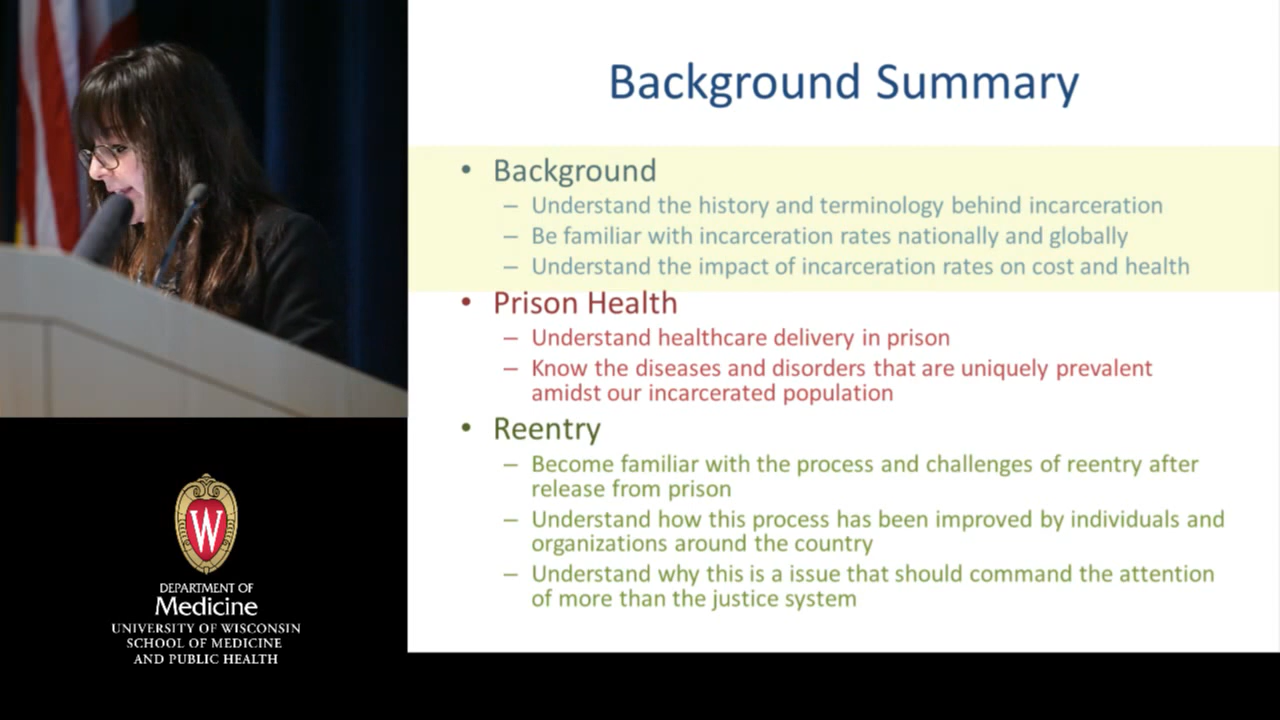 Background Summary
• Background
– Understand the history and terminology behind incarceration
– Be familiar with incarceration rates nationally and globally
– Understand the impact of incarceration rates on cost and health
• Prison Health
– Understand healthcare delivery in prison
– Know the diseases and disorders that are uniquely prevalent
amidst our incarcerated population
• Reentry
– Become familiar with the process and challenges of reentry after
release from prison
– Understand how this process has been improved by individuals and
organizations around the country
– Understand why this is a issue that should command the attention
of more than the justice system
W
DEPARTMENT OF
Medicine
UNIVERSITY OF WISCONSIN
SCHOOL OF MEDICINE
AND PUBLIC HEALTH